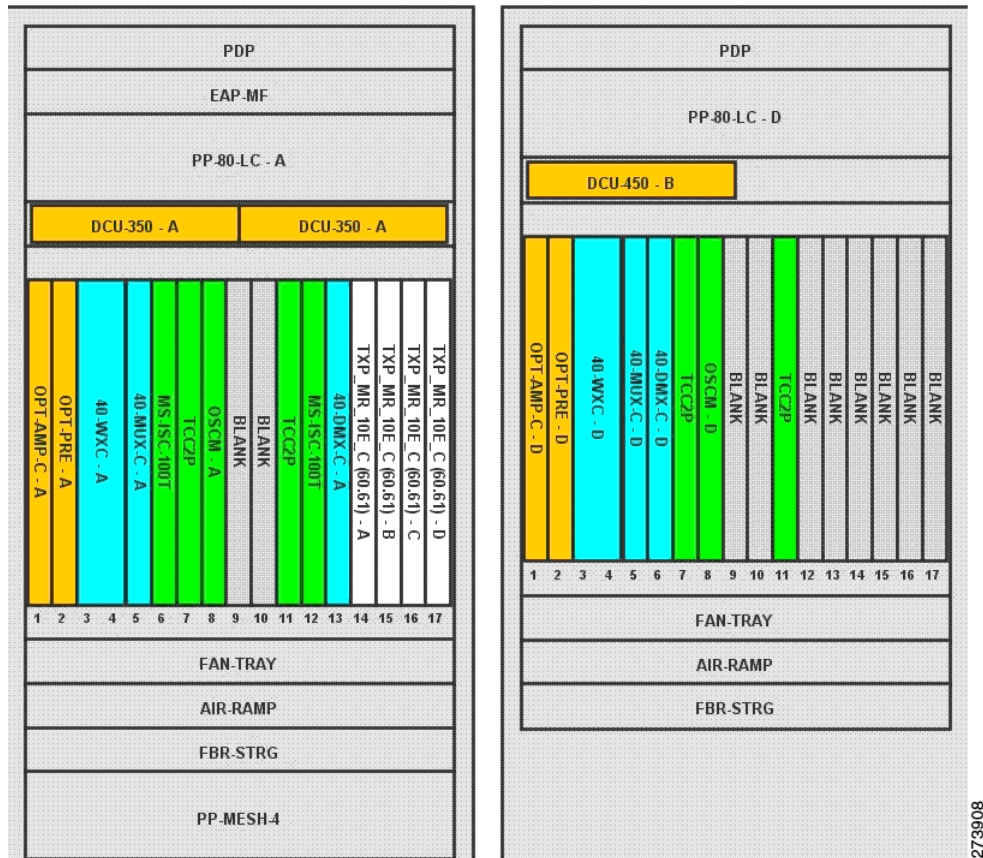 PDP
EAP-MF
PP-80-LC - A
DCU-350 - A
DCU-350 - A
OPT-AMP-C - A
OPT-PRE - A
40-WXC - A
40-MUX-C - A
MS-ISC-100T
TCC2P
OSCM - A
BLANK
BLANK
TCC2P
MS-ISC-100T
40-DMX-C - A
TXP_MR_10E_C (60.61) - A
TXP_MR_10E_C (60.61) - B
TXP_MR_10E_C (60.61) - C
TXP_MR_10E_C (60.61) - D
1 2 3 4 5 6 7 8 9 10 11 12 13 14 15 16 17
FAN-TRAY
AIR-RAMP
FBR-STRG
PP-MESH-4
PDP
PP-80-LC - D
DCU-450 - B
OPT-AMP-C - D
OPT-PRE - D
40-WXC - D
40-MUX-C - D
40-DMX-C - D
TCC2P
OSCM - D
BLANK
BLANK
TCC2P
BLANK
BLANK
BLANK
BLANK
BLANK
BLANK
1 2 3 4 5 6 7 8 9 10 11 12 13 14 15 16 17
FAN-TRAY
AIR-RAMP
FBR-STRG
273908